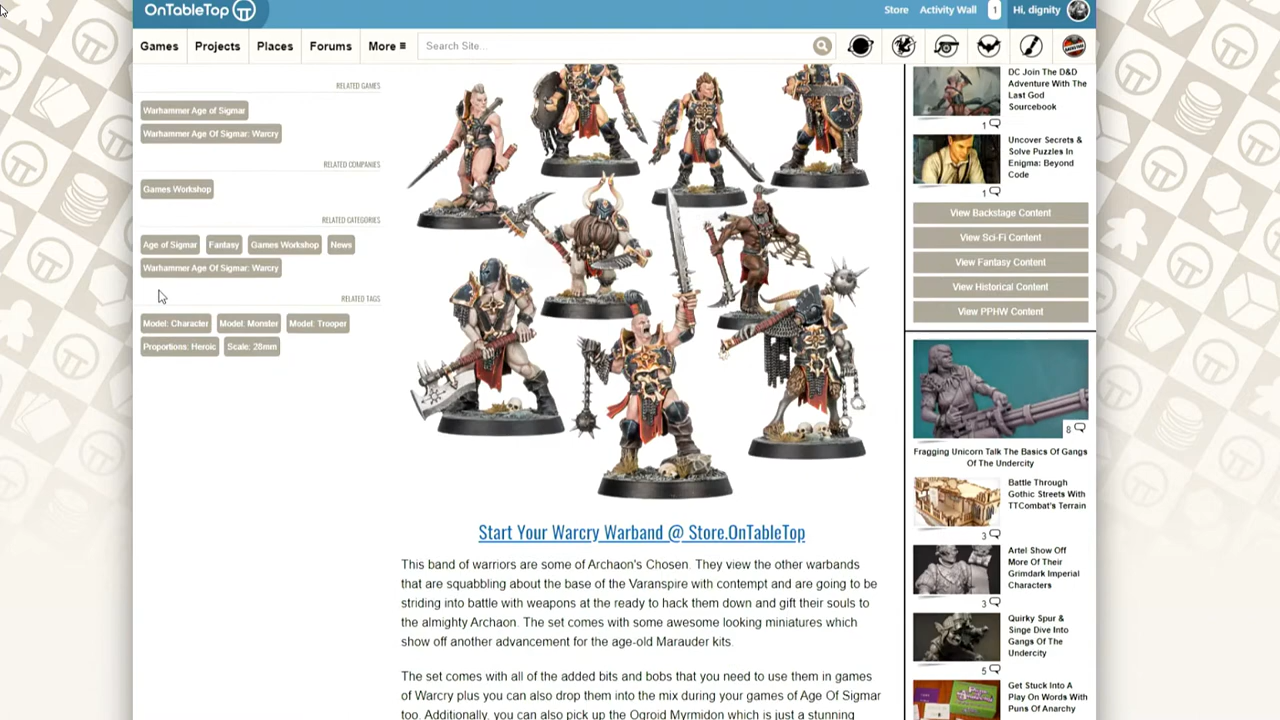 OnTableTop
Store
Activity Wall
1
Hi, dignity
Games
Projects
Places
Forums
More ≡
Search Site...
RELATED GAMES
Warhammer Age of Sigmar
Warhammer Age Of Sigmar: Warcry
RELATED COMPANIES
Games Workshop
RELATED CATEGORIES
Age of Sigmar
Fantasy
Games Workshop
News
Warhammer Age Of Sigmar: Warcry
RELATED TAGS
Model: Character
Model: Monster
Model: Trooper
Proportions: Heroic
Scale: 28mm
Start Your Warcry Warband @ Store.OnTableTop
This band of warriors are some of Archaon's Chosen. They view the other warbands
that are squabbling about the base of the Varanspire with contempt and are going to be
striding into battle with weapons at the ready to hack them down and gift their souls to
the almighty Archaon. The set comes with some awesome looking miniatures which
show off another advancement for the age-old Marauder kits.
The set comes with all of the added bits and bobs that you need to use them in games
of Warcry plus you can also drop them into the mix during your games of Age Of Sigmar
too. Additionally, you can also pick up the Ogroid Myrmidon which is just a stunning
DC Join The D&D
Adventure With The
Last God
Sourcebook
1
Uncover Secrets &
Solve Puzzles In
Enigma: Beyond
Code
1
View Backstage Content
View Sci-Fi Content
View Fantasy Content
View Historical Content
View PPHW Content
8
Fragging Unicorn Talk The Basics Of Gangs
Of The Undercity
Battle Through
Gothic Streets With
TTCombat's Terrain
3
Artel Show Off
More Of Their
Grimdark Imperial
Characters
3
Quirky Spur &
Singe Dive Into
Gangs Of The
Undercity
5
Get Stuck Into A
Play On Words With
Puns Of Anarchy